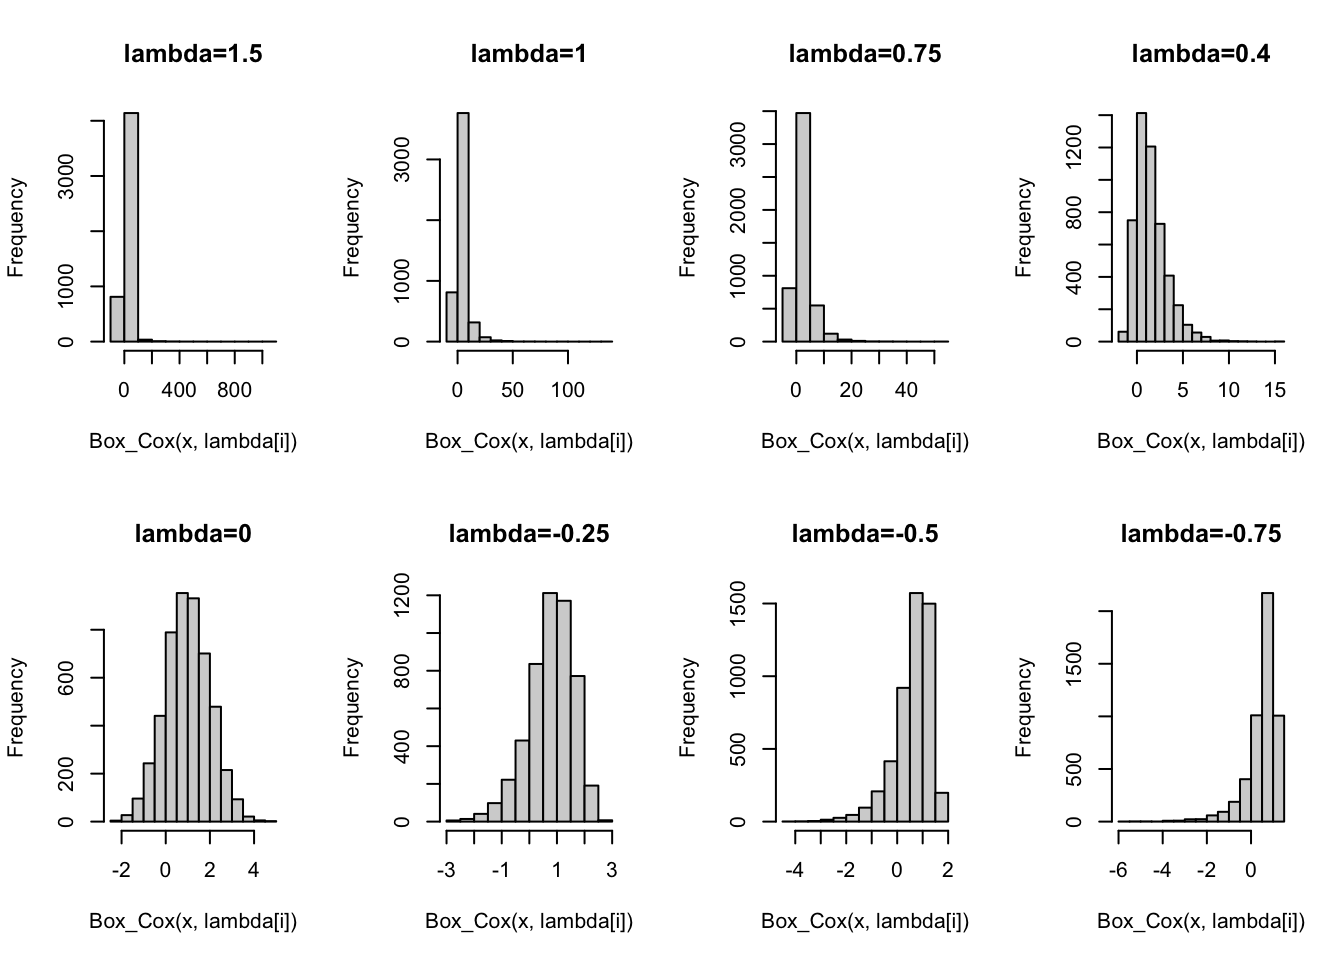 lambda=1.5
Frequency
0 1000 3000
0 400 800
Box_Cox(x, lambda[i])
lambda=1
Frequency
0 1000 3000
0 50 100
Box_Cox(x, lambda[i])
lambda=0.75
Frequency
0 1000 2000 3000
0 20 40
Box_Cox(x, lambda[i])
lambda=0.4
Frequency
0 400 800 1200
0 5 10 15
Box_Cox(x, lambda[i])
lambda=0
Frequency
0 200 600
-2 0 2 4
Box_Cox(x, lambda[i])
lambda=-0.25
Frequency
0 400 800 1200
-3 -1 1 3
Box_Cox(x, lambda[i])
lambda=-0.5
Frequency
0 500 1000 1500
-4 -2 0 2
Box_Cox(x, lambda[i])
lambda=-0.75
Frequency
0 500 1500
-6 -4 -2 0
Box_Cox(x, lambda[i])